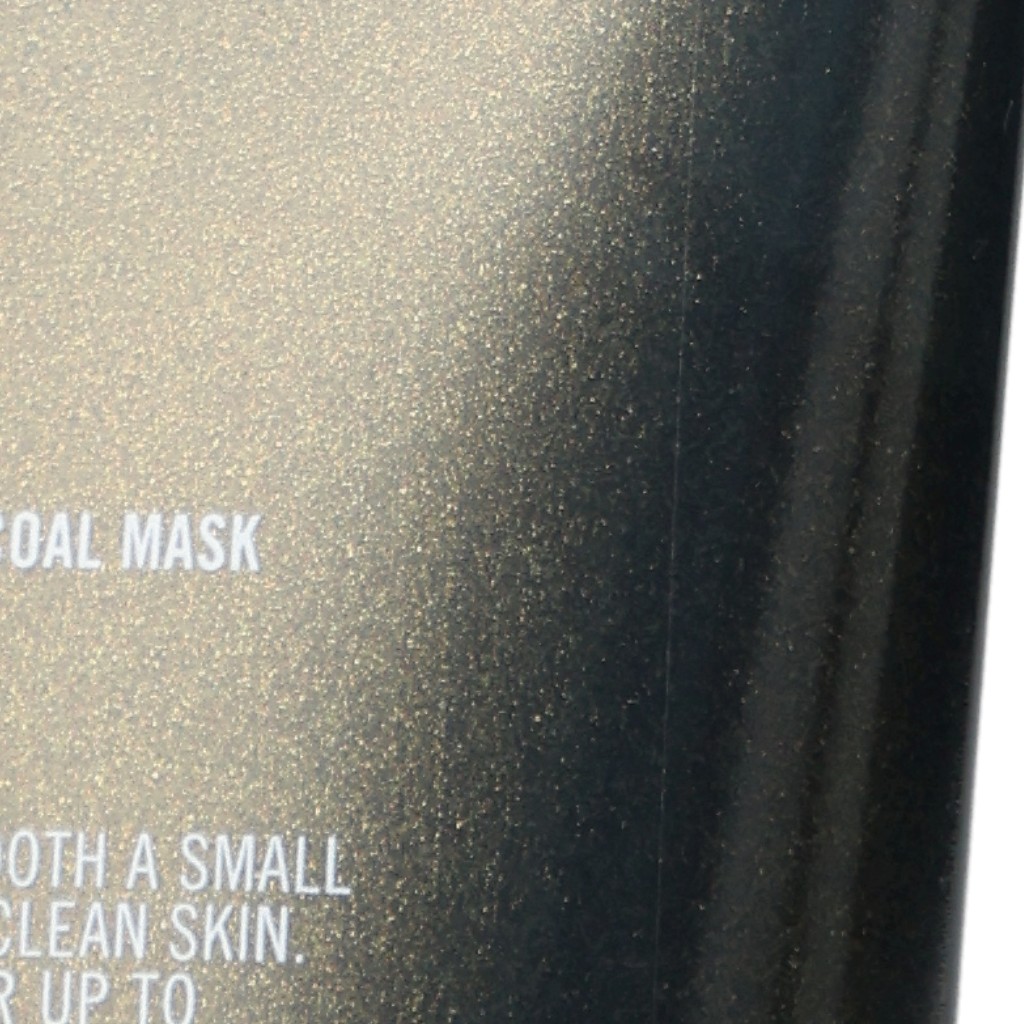 COAL MASK
OOTH A SMALL
CLEAN SKIN.
R UP TO